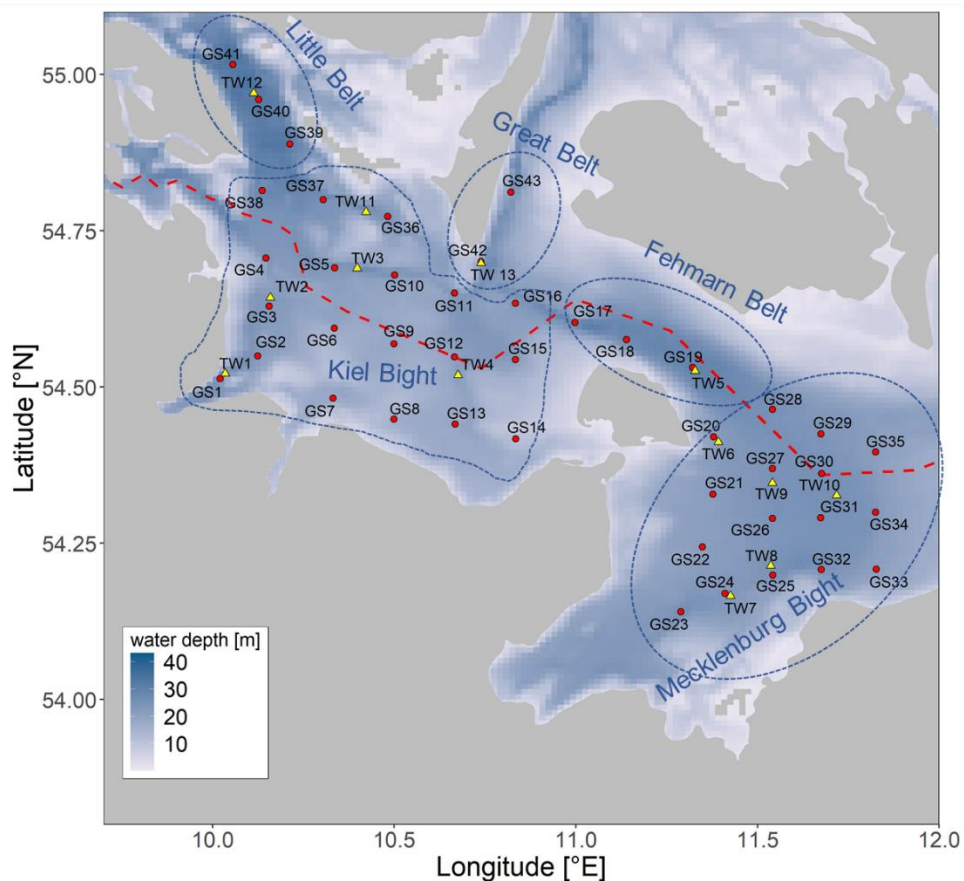 55.00
54.75
54.50
54.25
54.00
10.0
10.5
11.0
11.5
12.0
Latitude [°N]
Longitude [°E]
Little Belt
Great Belt
Fehmarn Belt
Kiel Bight
Mecklenburg Bight
GS41
TW12
GS40
GS39
GS37
GS38
TW11
GS36
GS43
GS42
TW 13
GS4
GS5
TW3
GS10
TW2
GS3
GS11
GS16
GS17
GS2
GS6
GS9
GS12
GS15
GS18
TW1
GS1
TW4
GS19
TW5
GS7
GS8
GS13
GS14
GS28
GS20
TW6
GS29
GS35
GS27
GS30
GS21
TW9
TW10
GS31
GS26
GS34
GS22
TW8
GS32
GS24
GS25
GS33
GS23
TW7
water depth [m]
40
30
20
10